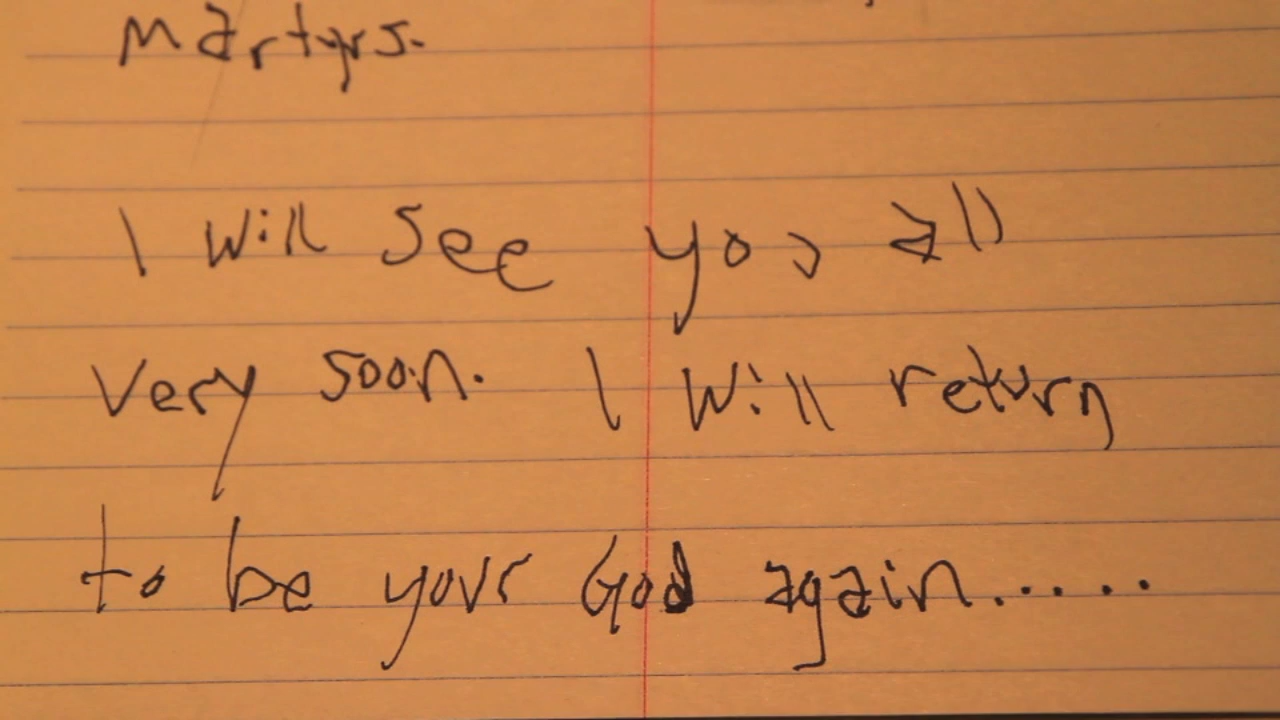 Martyrs.
I will see you all
very soon. I will return
to be your God again.....